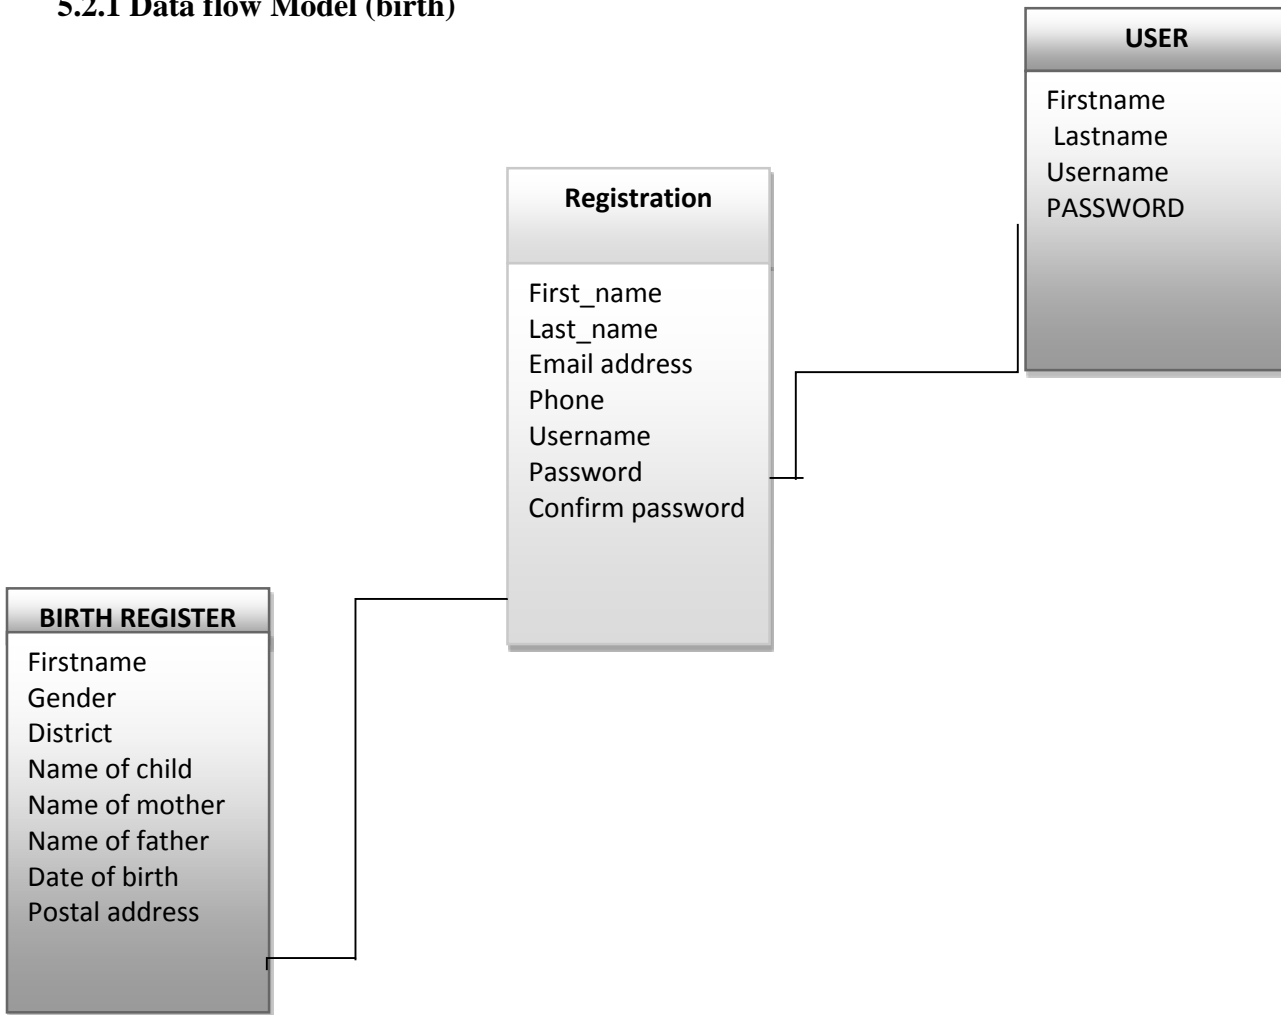 5.2.1 Data flow Model (birth)
USER
Firstname
Lastname
Username
PASSWORD
Registration
First_name
Last_name
Email address
Phone
Username
Password
Confirm password
BIRTH REGISTER
Firstname
Gender
District
Name of child
Name of mother
Name of father
Date of birth
Postal address